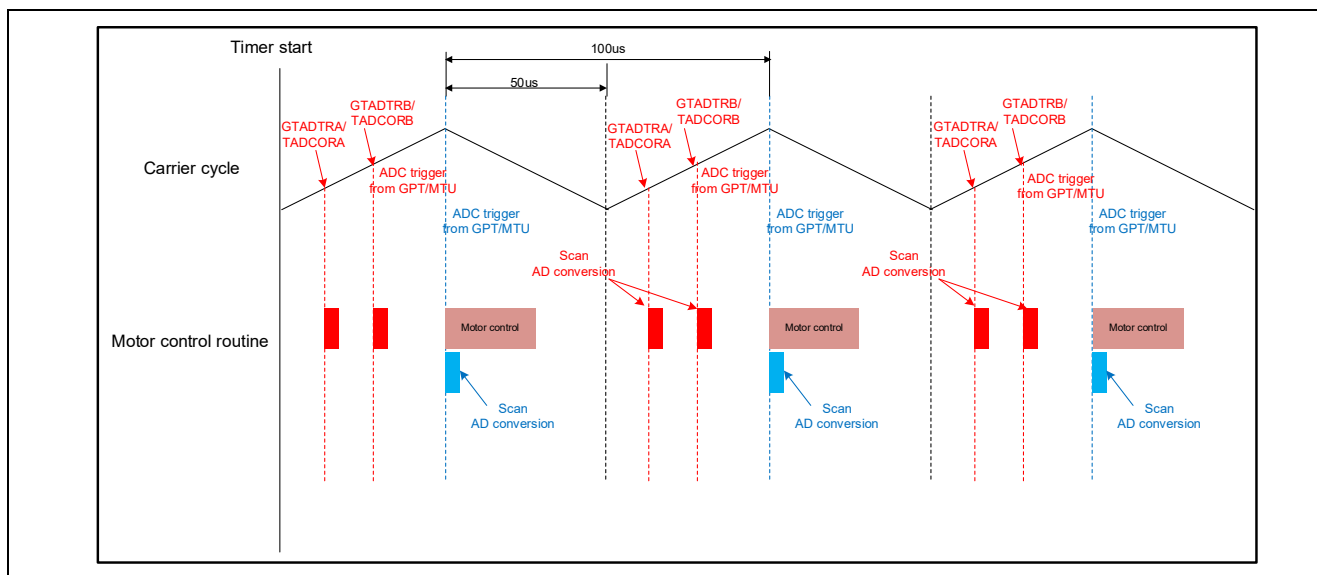 Timer start
100us
50us
GTADTRA/
TADCORA
GTADTRB/
TADCORB
GTADTRA/
TADCORA
GTADTRB/
TADCORB
GTADTRA/
TADCORA
GTADTRB/
TADCORB
Carrier cycle
ADC trigger
from GPT/MTU
ADC trigger
from GPT/MTU
ADC trigger
from GPT/MTU
ADC trigger
from GPT/MTU
ADC trigger
from GPT/MTU
ADC trigger
from GPT/MTU
Scan
AD conversion
Scan
AD conversion
Motor control routine
Motor control
Motor control
Motor control
Scan
AD conversion
Scan
AD conversion
Scan
AD conversion